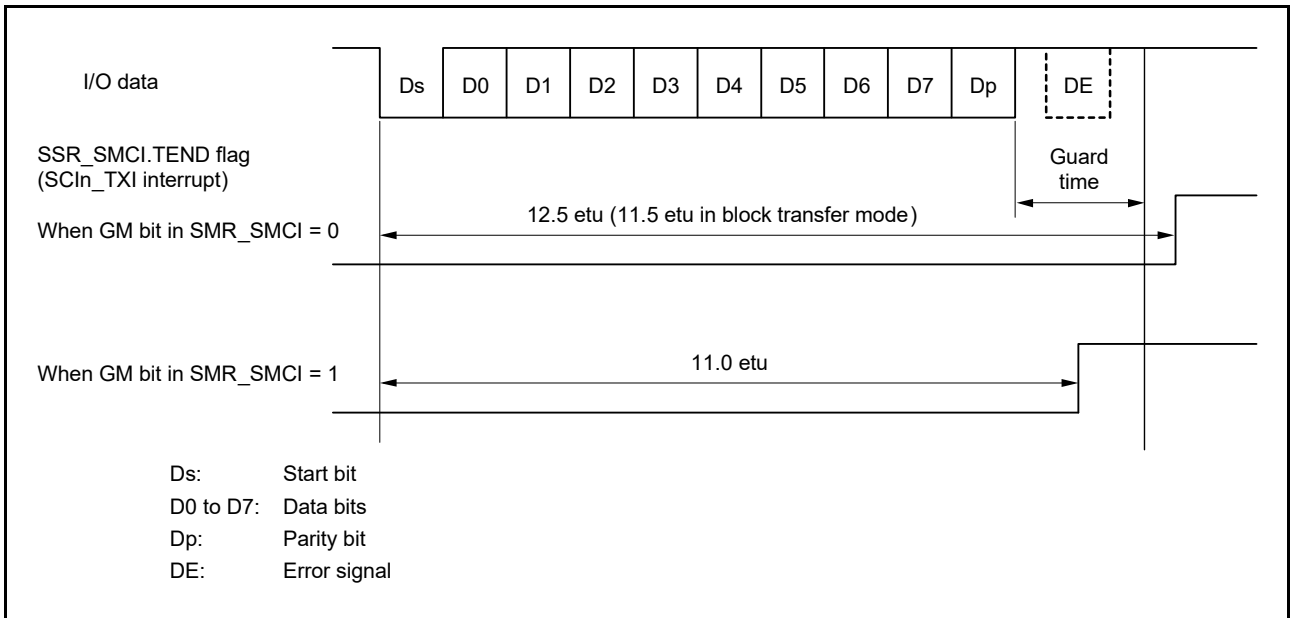 I/O data
Ds D0 D1 D2 D3 D4 D5 D6 D7 Dp DE
SSR_SMCI.TEND flag
(SCIn_TXI interrupt)
Guard
time
12.5 etu (11.5 etu in block transfer mode)
When GM bit in SMR_SMCI = 0
11.0 etu
When GM bit in SMR_SMCI = 1
Ds: Start bit
D0 to D7: Data bits
Dp: Parity bit
DE: Error signal